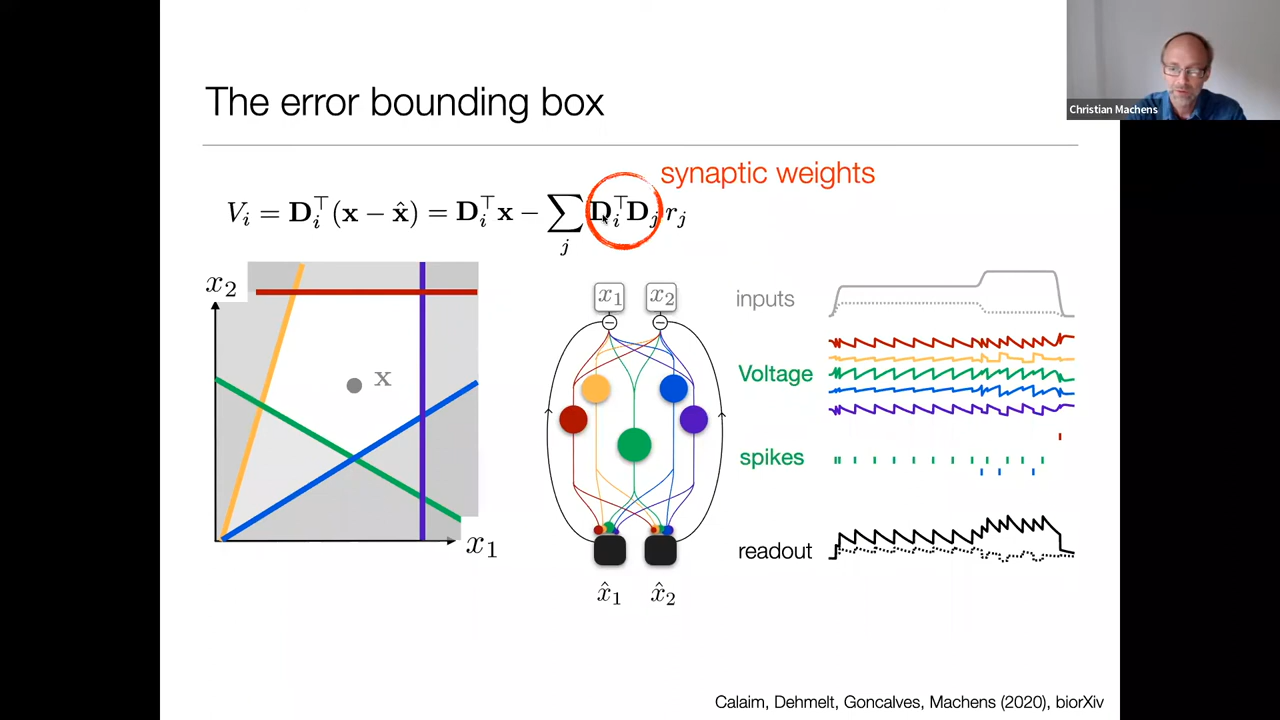 Christian Machens
The error bounding box
synaptic weights
V_i = D_i^⊤(x − x̂) = D_i^⊤x − ∑_j D_i^⊤D_j r_j
x_2
x
x_1
x_1 x_2
−
−
x̂_1 x̂_2
inputs
Voltage
spikes
readout
Calaim, Dehmelt, Goncalves, Machens (2020), biorXiv